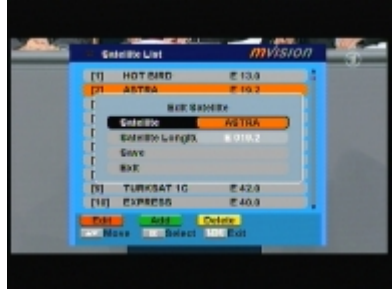 Satellite List mvision
[1] HOT BIRD E 13.0
[2] ASTRA E 19.2
Edit Satellite
Satellite ASTRA
Satellite Longit. E 019.2
Save
Exit
[9] TURKSAT 1C E 42.0
[10] EXPRESS E 40.0
Edit Add Delete
Move Select Exit